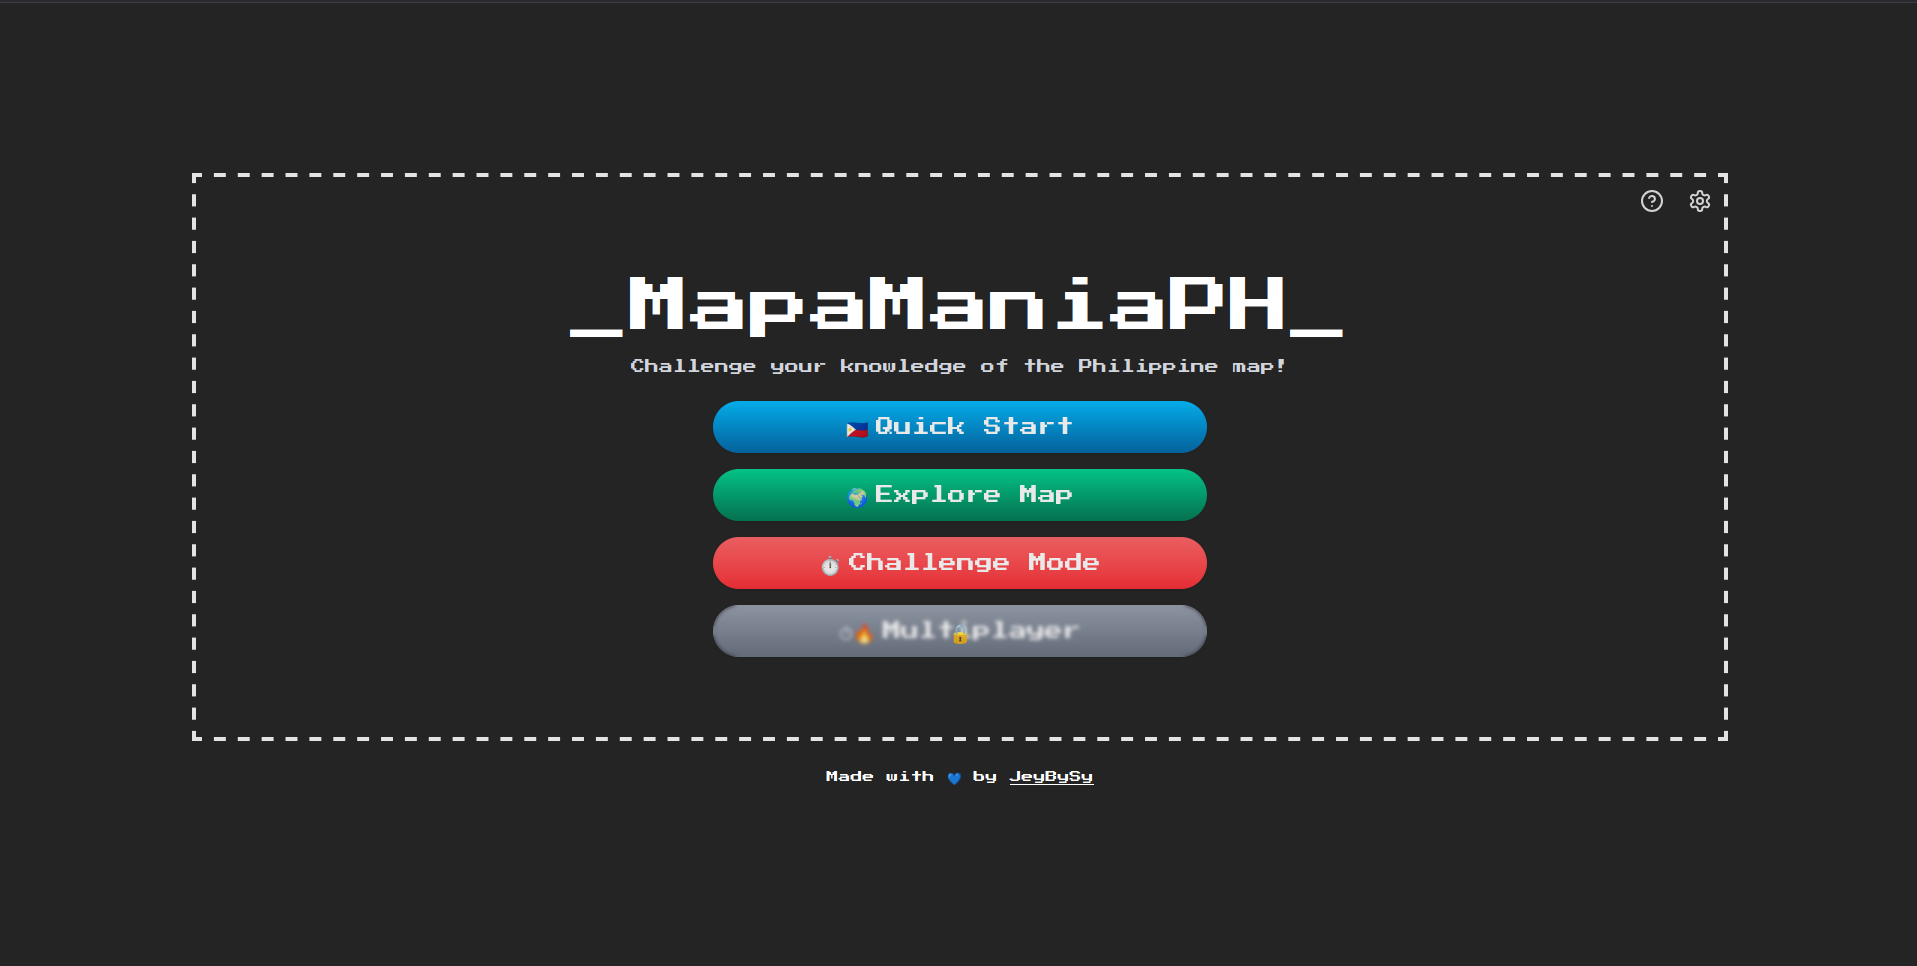 _MapaManiaPH_
Challenge your knowledge of the Philippine map!
🇵🇭 Quick Start
🌍 Explore Map
⏱️ Challenge Mode
⏱️🔥 Multiplayer 🔒
Made with 💙 by JeyBySy